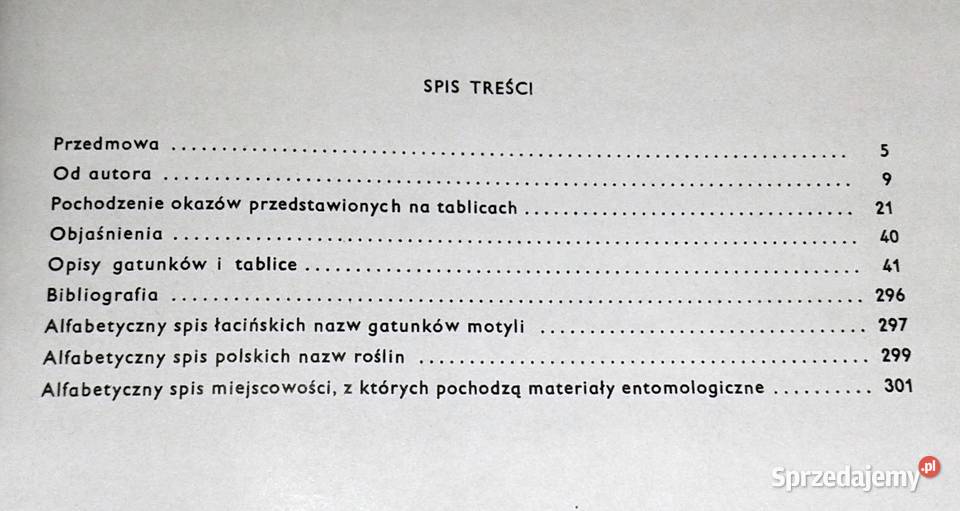 SPIS TREŚCI
Przedmowa 5
Od autora 9
Pochodzenie okazów przedstawionych na tablicach 21
Objaśnienia 40
Opisy gatunków i tablice 41
Bibliografia 296
Alfabetyczny spis łacińskich nazw gatunków motyli 297
Alfabetyczny spis polskich nazw roślin 299
Alfabetyczny spis miejscowości, z których pochodzą materiały entomologiczne 301
Sprzedajemy.pl